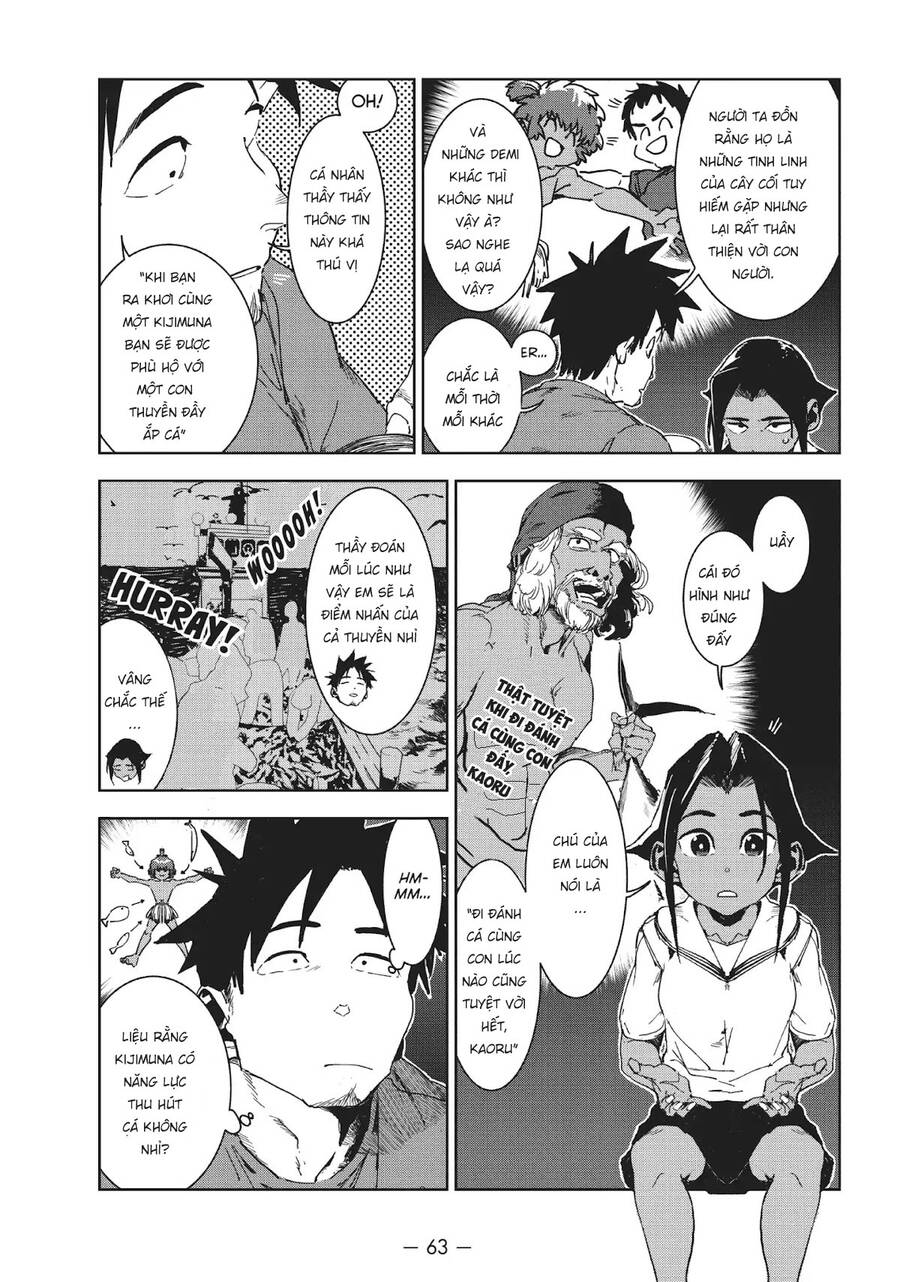 NGƯỜI TA ĐỒN
RẰNG HỌ LÀ
NHỮNG TINH LINH
CỦA CÂY CỐI TUY
HIẾM GẶP NHƯNG
LẠI RẤT THÂN
THIỆN VỜI CON
NGƯỜI.
VÀ
NHỮNG DEMI
KHÁC THÌ
KHÔNG NHƯ
VẬY À?
SAO NGHE
LẠ QUÁ
VẬY?
ER...
CHẮC LÀ
MỖI THỜI
MỖI KHÁC
OH!
CÁ NHÂN
THẦY THẤY
THÔNG TIN
NÀY KHÁ
THÚ VỊ
"KHI BẠN
RA KHƠI CÙNG
MỘT KIJIMUNA
BẠN SẼ ĐƯỢC
PHÙ HỘ VỚI
MỘT CON
THUYỀN ĐẦY
ẮP CÁ"
UẦY
CÁI ĐÓ
HÌNH NHƯ
ĐÚNG
ĐẤY
THẬT TUYỆT
KHI ĐI ĐÁNH
CÁ CÙNG CON
ĐẤY,
KAORU
CHÚ CỦA
EM LUÔN
NÓI LÀ
...
"ĐI ĐÁNH
CÁ CÙNG
CON LÚC
NÀO CŨNG
TUYỆT VỜI
HẾT,
KAORU"
WOOOOH!
HURRAY!
THẦY ĐOÁN
MỖI LÚC NHƯ
VẬY EM SẼ LÀ
ĐIỂM NHẤN CỦA
CẢ THUYỀN NHỈ
VÂNG
CHẮC THẾ
...
HM-
MM...
LIỆU RẰNG
KIJIMUNA CÓ
NĂNG LỰC
THU HÚT
CÁ KHÔNG
NHỈ?
— 63 —